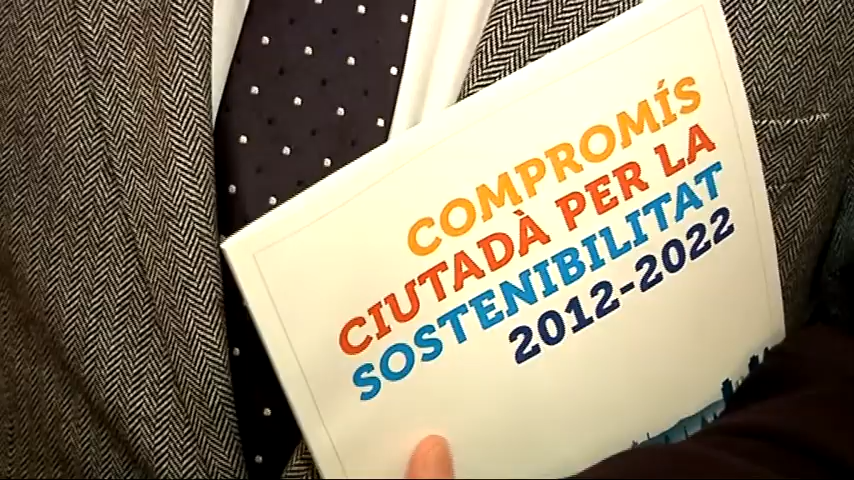 COMPROMÍS
CIUTADÀ PER LA
SOSTENIBILITAT
2012-2022